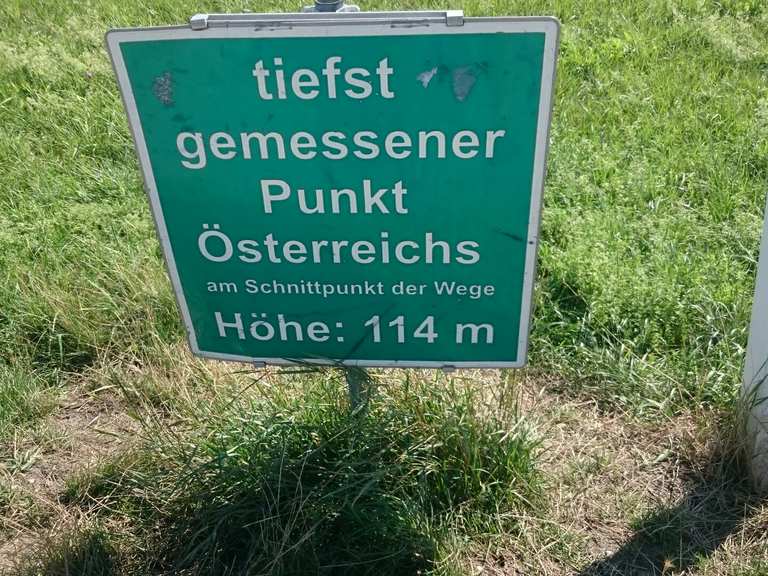 tiefst
gemessener
Punkt
Österreichs
am Schnittpunkt der Wege
Höhe: 114 m